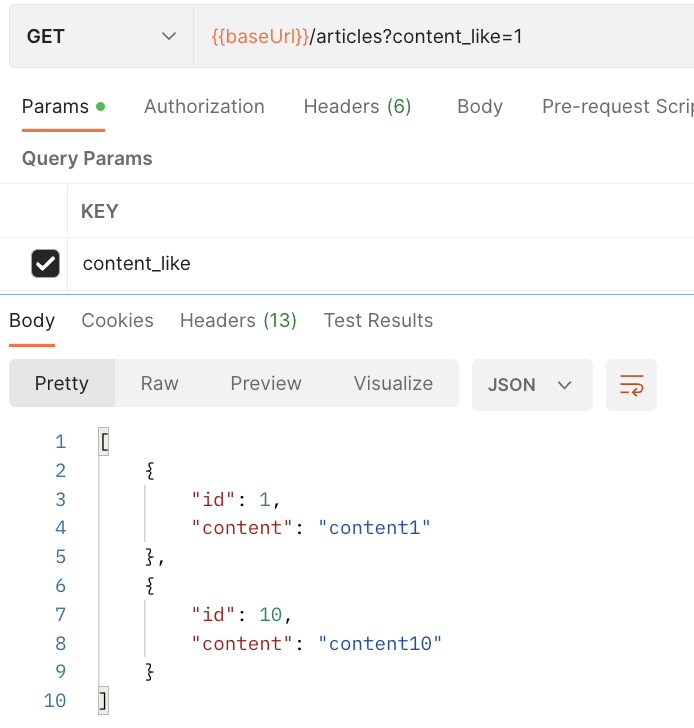 GET {{baseUrl}}/articles?content_like=1
Params Authorization Headers (6) Body Pre-request Scrip
Query Params
KEY
content_like
Body Cookies Headers (13) Test Results
Pretty Raw Preview Visualize JSON
1 [
2 {
3 "id": 1,
4 "content": "content1"
5 },
6 {
7 "id": 10,
8 "content": "content10"
9 }
10 ]